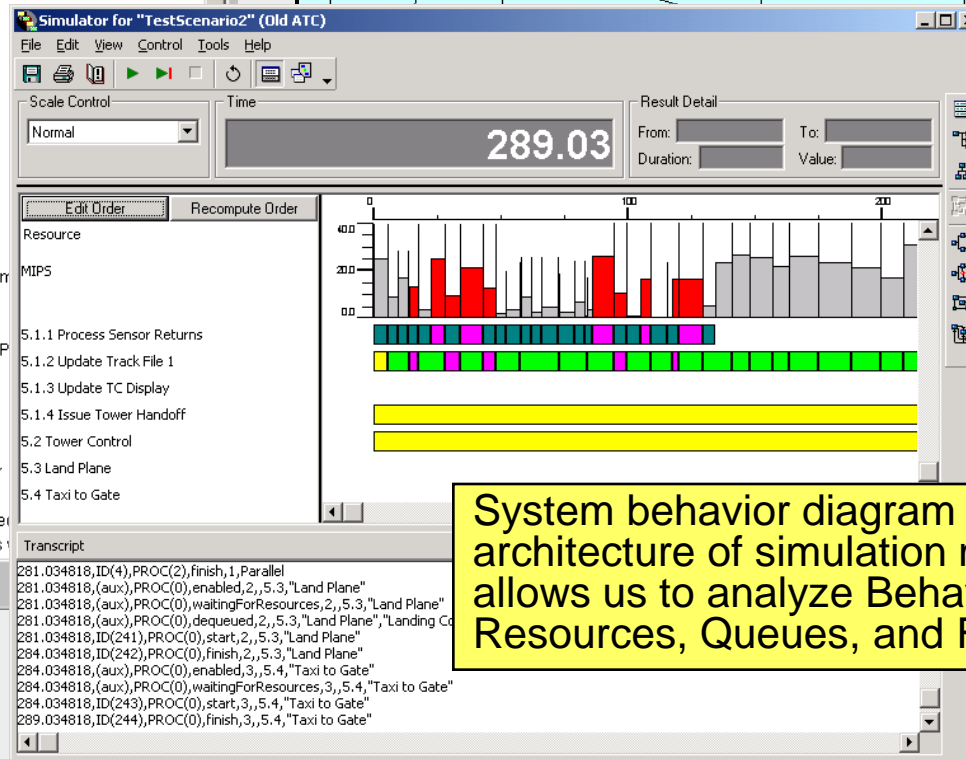 Simulator for "TestScenario2" (Old ATC)
File Edit View Control Tools Help
Scale Control
Normal
Time
289.03
Result Detail
From:
To:
Duration:
Value:
Edit Order
Recompute Order
0 100 200
Resource
40.0
MIPS
20.0
0.0
5.1.1 Process Sensor Returns
5.1.2 Update Track File 1
5.1.3 Update TC Display
5.1.4 Issue Tower Handoff
5.2 Tower Control
5.3 Land Plane
5.4 Taxi to Gate
System behavior diagram
architecture of simulation
allows us to analyze
Resources, Queues, and
Transcript
281.034818,ID(4),PROC(2),finish,1,Parallel
281.034818,(aux),PROC(0),enabled,2,,5.3,"Land Plane"
281.034818,(aux),PROC(0),waitingForResources,2,,5.3,"Land Plane"
281.034818,(aux),PROC(0),dequeued,2,,5.3,"Land Plane","Landing
281.034818,ID(241),PROC(0),start,2,,5.3,"Land Plane"
284.034818,ID(242),PROC(0),finish,2,,5.3,"Land Plane"
284.034818,(aux),PROC(0),enabled,3,,5.4,"Taxi to Gate"
284.034818,(aux),PROC(0),waitingForResources,3,,5.4,"Taxi to Gate"
284.034818,ID(243),PROC(0),start,3,,5.4,"Taxi to Gate"
289.034818,ID(244),PROC(0),finish,3,,5.4,"Taxi to Gate"